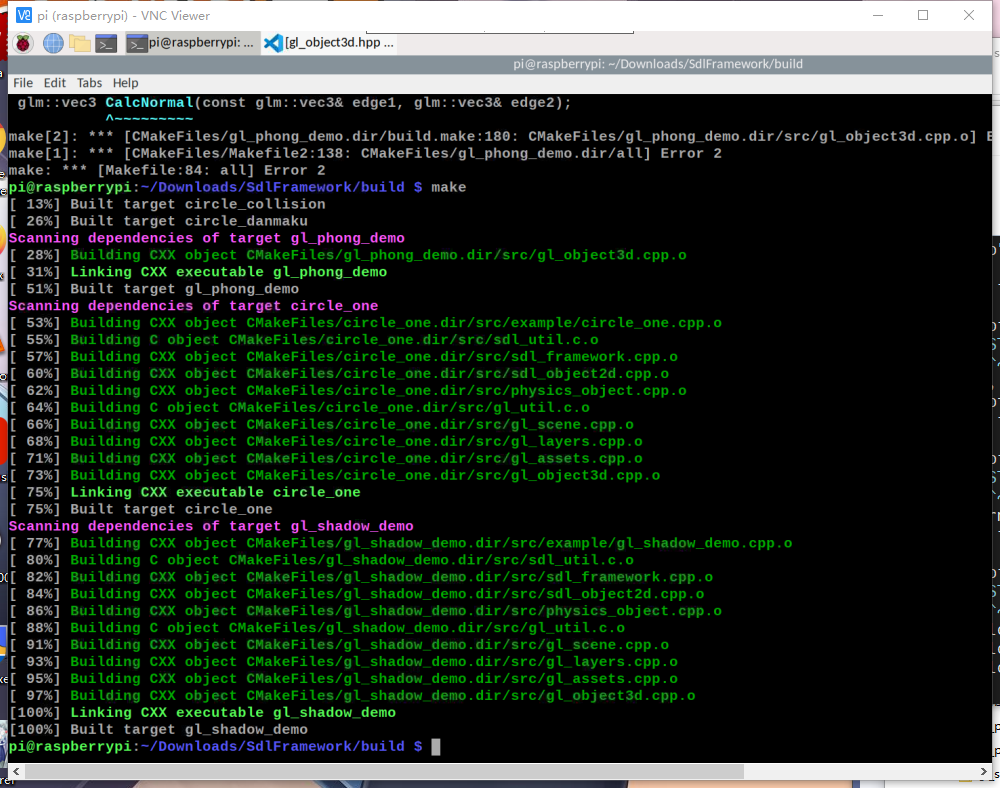 pi (raspberrypi) - VNC Viewer
pi@raspberrypi: ...
[gl_object3d.hpp ...
pi@raspberrypi: ~/Downloads/SdlFramework/build
File Edit Tabs Help
glm::vec3 CalcNormal(const glm::vec3& edge1, glm::vec3& edge2);
^~~~~~~~~~
make[2]: *** [CMakeFiles/gl_phong_demo.dir/build.make:180: CMakeFiles/gl_phong_demo.dir/src/gl_object3d.cpp.o] E
make[1]: *** [CMakeFiles/Makefile2:138: CMakeFiles/gl_phong_demo.dir/all] Error 2
make: *** [Makefile:84: all] Error 2
pi@raspberrypi:~/Downloads/SdlFramework/build $ make
[ 13%] Built target circle_collision
[ 26%] Built target circle_danmaku
Scanning dependencies of target gl_phong_demo
[ 28%] Building CXX object CMakeFiles/gl_phong_demo.dir/src/gl_object3d.cpp.o
[ 31%] Linking CXX executable gl_phong_demo
[ 51%] Built target gl_phong_demo
Scanning dependencies of target circle_one
[ 53%] Building CXX object CMakeFiles/circle_one.dir/src/example/circle_one.cpp.o
[ 55%] Building C object CMakeFiles/circle_one.dir/src/sdl_util.c.o
[ 57%] Building CXX object CMakeFiles/circle_one.dir/src/sdl_framework.cpp.o
[ 60%] Building CXX object CMakeFiles/circle_one.dir/src/sdl_object2d.cpp.o
[ 62%] Building CXX object CMakeFiles/circle_one.dir/src/physics_object.cpp.o
[ 64%] Building C object CMakeFiles/circle_one.dir/src/gl_util.c.o
[ 66%] Building CXX object CMakeFiles/circle_one.dir/src/gl_scene.cpp.o
[ 68%] Building CXX object CMakeFiles/circle_one.dir/src/gl_layers.cpp.o
[ 71%] Building CXX object CMakeFiles/circle_one.dir/src/gl_assets.cpp.o
[ 73%] Building CXX object CMakeFiles/circle_one.dir/src/gl_object3d.cpp.o
[ 75%] Linking CXX executable circle_one
[ 75%] Built target circle_one
Scanning dependencies of target gl_shadow_demo
[ 77%] Building CXX object CMakeFiles/gl_shadow_demo.dir/src/example/gl_shadow_demo.cpp.o
[ 80%] Building C object CMakeFiles/gl_shadow_demo.dir/src/sdl_util.c.o
[ 82%] Building CXX object CMakeFiles/gl_shadow_demo.dir/src/sdl_framework.cpp.o
[ 84%] Building CXX object CMakeFiles/gl_shadow_demo.dir/src/sdl_object2d.cpp.o
[ 86%] Building CXX object CMakeFiles/gl_shadow_demo.dir/src/physics_object.cpp.o
[ 88%] Building C object CMakeFiles/gl_shadow_demo.dir/src/gl_util.c.o
[ 91%] Building CXX object CMakeFiles/gl_shadow_demo.dir/src/gl_scene.cpp.o
[ 93%] Building CXX object CMakeFiles/gl_shadow_demo.dir/src/gl_layers.cpp.o
[ 95%] Building CXX object CMakeFiles/gl_shadow_demo.dir/src/gl_assets.cpp.o
[ 97%] Building CXX object CMakeFiles/gl_shadow_demo.dir/src/gl_object3d.cpp.o
[100%] Linking CXX executable gl_shadow_demo
[100%] Built target gl_shadow_demo
pi@raspberrypi:~/Downloads/SdlFramework/build $